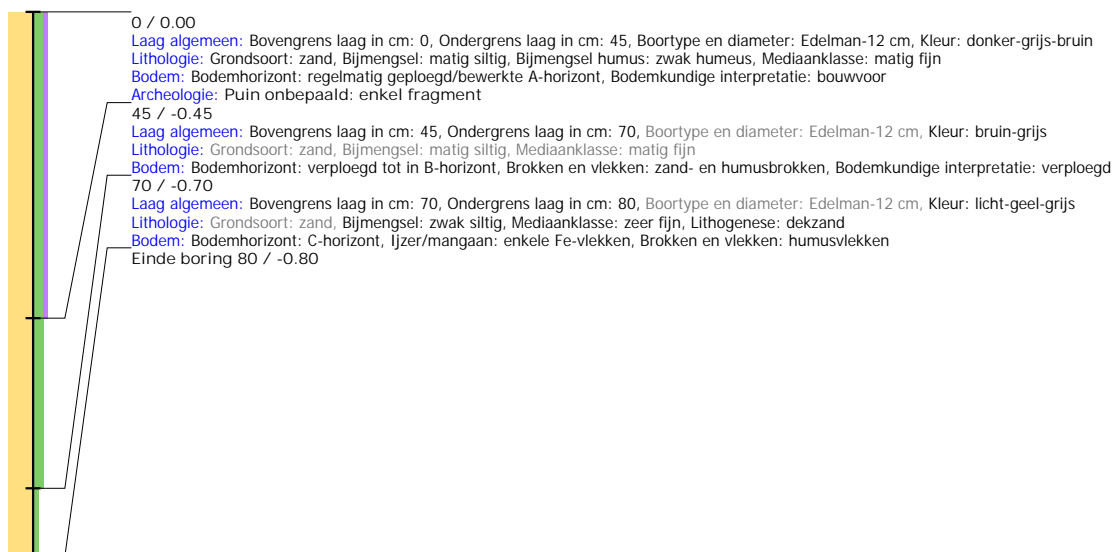 0 / 0.00
Laag algemeen: Bovengrens laag in cm: 0, Ondergrens laag in cm: 45, Boortype en diameter: Edelman-12 cm, Kleur: donker-grijs-bruin
Lithologie: Grondsoort: zand, Bijmengsel: matig siltig, Bijmengsel humus: zwak humeus, Mediaanklasse: matig fijn
Bodem: Bodemhorizont: regelmatig geploegd/bewerkte A-horizont, Bodemkundige interpretatie: bouwvoor
Archeologie: Puin onbepaald: enkel fragment
45 / -0.45
Laag algemeen: Bovengrens laag in cm: 45, Ondergrens laag in cm: 70, Boortype en diameter: Edelman-12 cm, Kleur: bruin-grijs
Lithologie: Grondsoort: zand, Bijmengsel: matig siltig, Mediaanklasse: matig fijn
Bodem: Bodemhorizont: verploegd tot in B-horizont, Brokken en vlekken: zand- en humusbrokken, Bodemkundige interpretatie: verploegd
70 / -0.70
Laag algemeen: Bovengrens laag in cm: 70, Ondergrens laag in cm: 80, Boortype en diameter: Edelman-12 cm, Kleur: licht-geel-grijs
Lithologie: Grondsoort: zand, Bijmengsel: zwak siltig, Mediaanklasse: zeer fijn, Lithogenese: dekzand
Bodem: Bodemhorizont: C-horizont, Ijzer/mangaan: enkele Fe-vlekken, Brokken en vlekken: humusvlekken
Einde boring 80 / -0.80